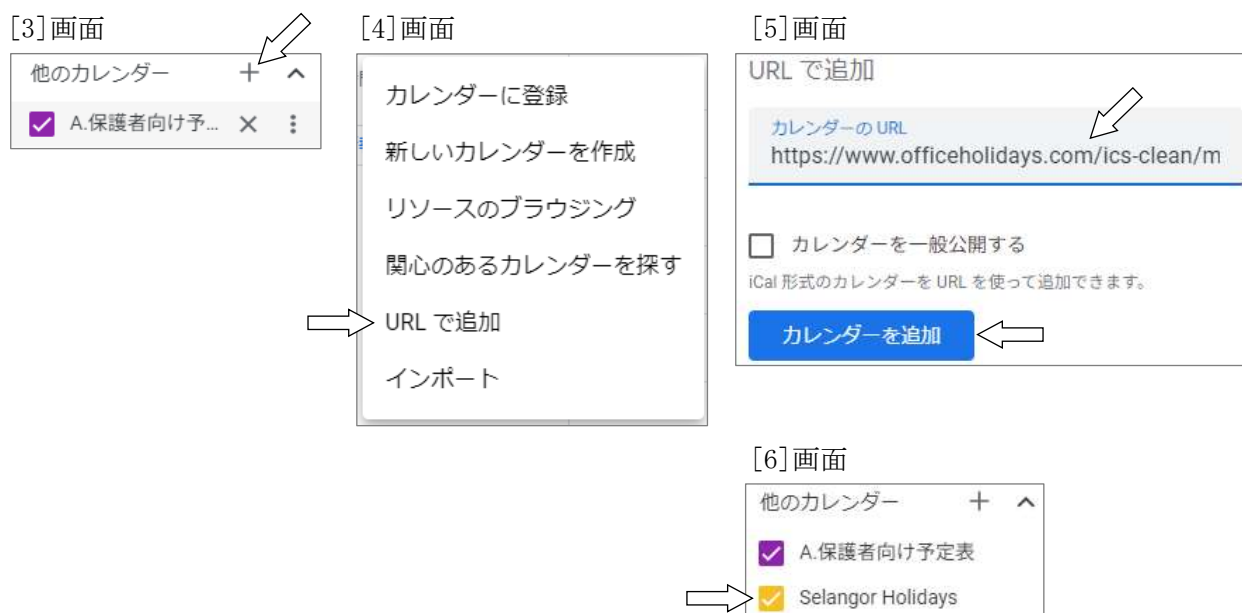 [3]画面
他のカレンダー
A.保護者向け予...
[4]画面
カレンダーに登録
新しいカレンダーを作成
リソースのブラウジング
関心のあるカレンダーを探す
URL で追加
インポート
[5]画面
URL で追加
カレンダーの URL
https://www.officeholidays.com/ics-clean/m
カレンダーを一般公開する
iCal 形式のカレンダーを URL を使って追加できます。
カレンダーを追加
[6]画面
他のカレンダー
A.保護者向け予定表
Selangor Holidays